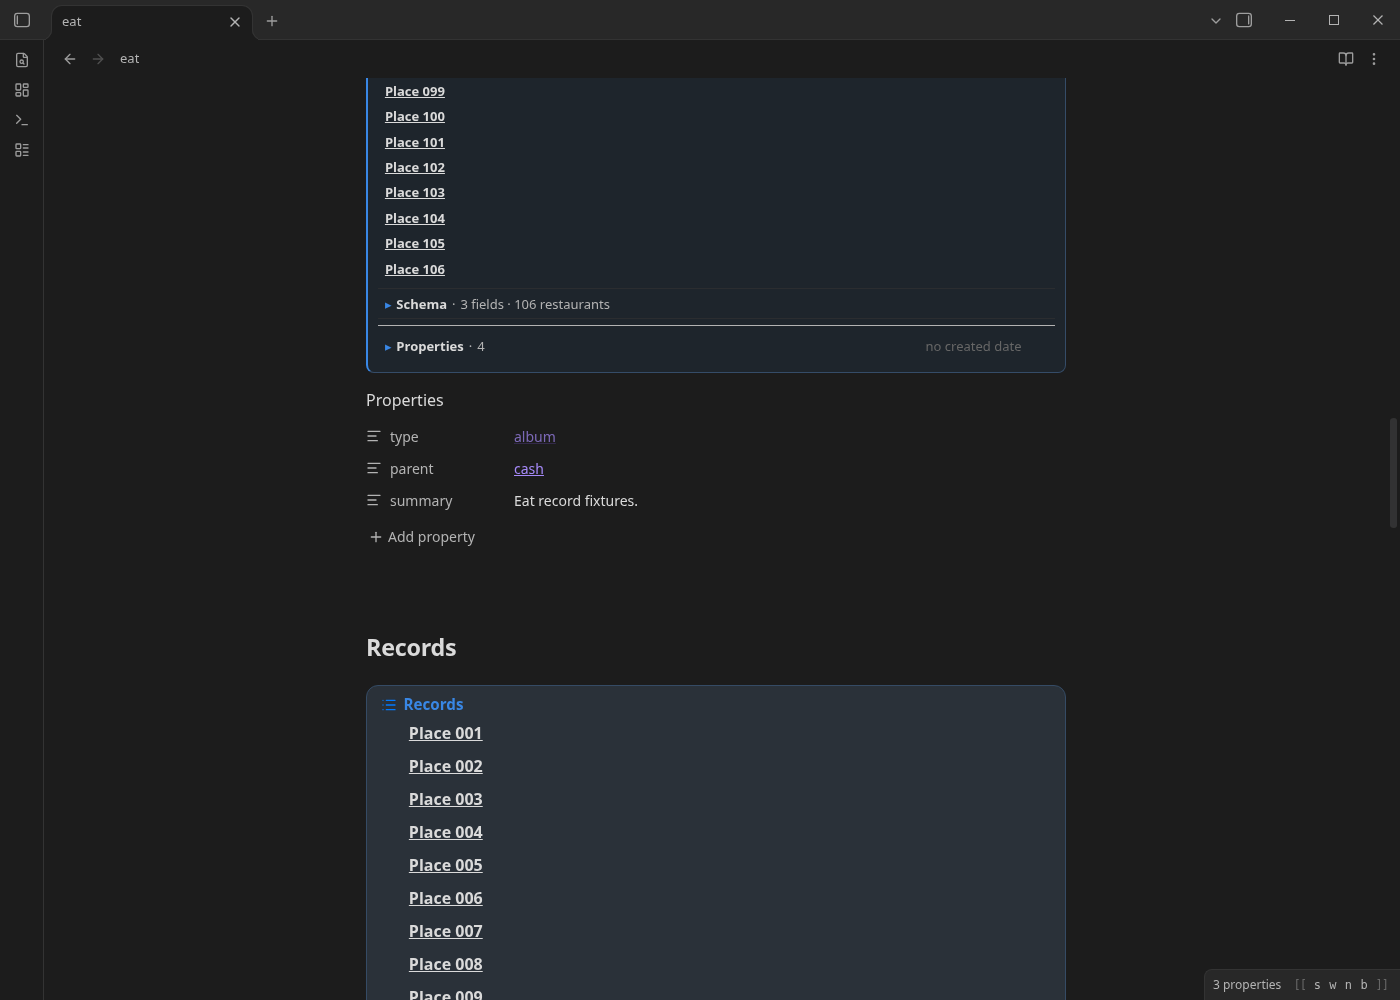 eat
eat
Place 099
Place 100
Place 101
Place 102
Place 103
Place 104
Place 105
Place 106
▸ Schema · 3 fields · 106 restaurants
▸ Properties · 4 no created date
Properties
type album
parent cash
summary Eat record fixtures.
Add property
Records
Records
Place 001
Place 002
Place 003
Place 004
Place 005
Place 006
Place 007
Place 008
Place 009
3 properties [[ s w n b ]]